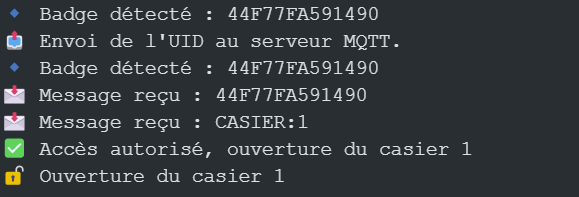 🔹 Badge détecté : 44F77FA591490
📤 Envoi de l'UID au serveur MQTT.
🔹 Badge détecté : 44F77FA591490
📩 Message reçu : 44F77FA591490
📩 Message reçu : CASIER:1
✅ Accès autorisé, ouverture du casier 1
🔓 Ouverture du casier 1